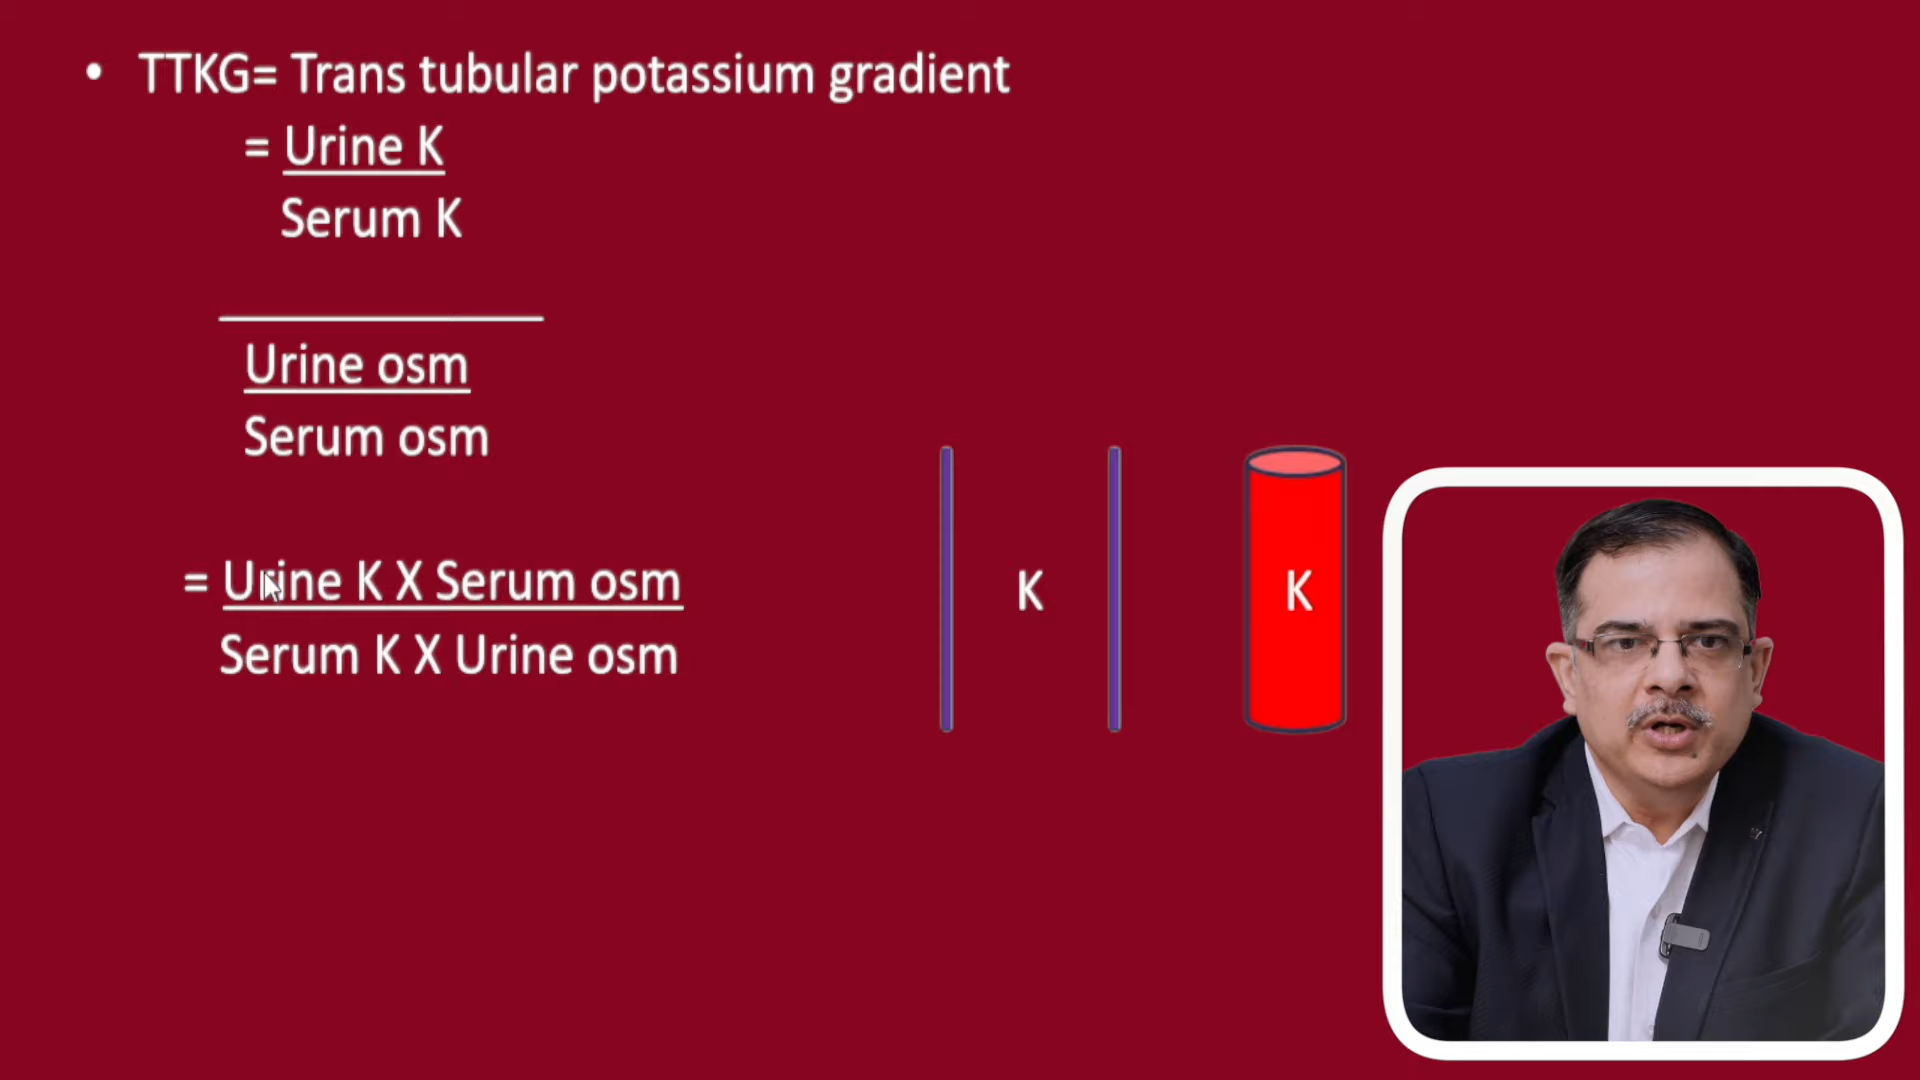 • TTKG= Trans tubular potassium gradient
= Urine K
Serum K
Urine osm
Serum osm
= Urine K X Serum osm
Serum K X Urine osm
K
K